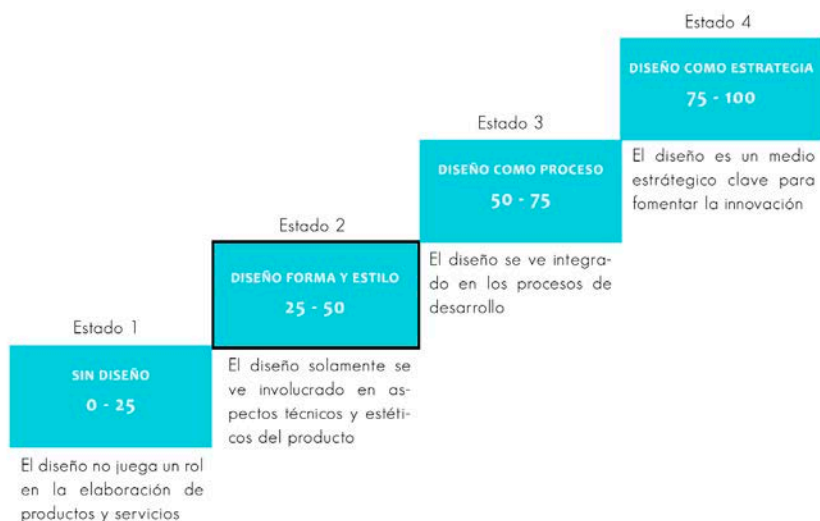 Estado 1
SIN DISEÑO
0 - 25
El diseño no juega un rol
en la elaboración de
productos y servicios
Estado 2
DISEÑO FORMA Y ESTILO
25 - 50
El diseño solamente se
ve involucrado en as-
pectos técnicos y estéti-
cos del producto
Estado 3
DISEÑO COMO PROCESO
50 - 75
El diseño se ve integra-
do en los procesos de
desarrollo
Estado 4
DISEÑO COMO ESTRATEGIA
75 - 100
El diseño es un medio
estrátegico clave para
fomentar la innovación